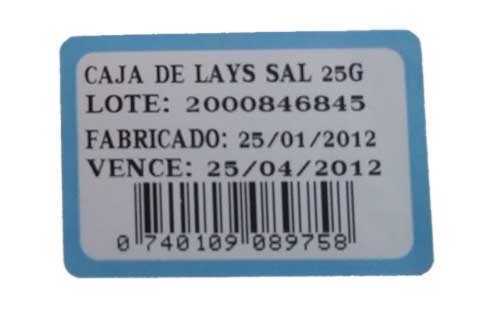 CAJA DE LAYS SAL 25G
LOTE: 2000846845
FABRICADO: 25/01/2012
VENCE: 25/04/2012
0 740109 089758